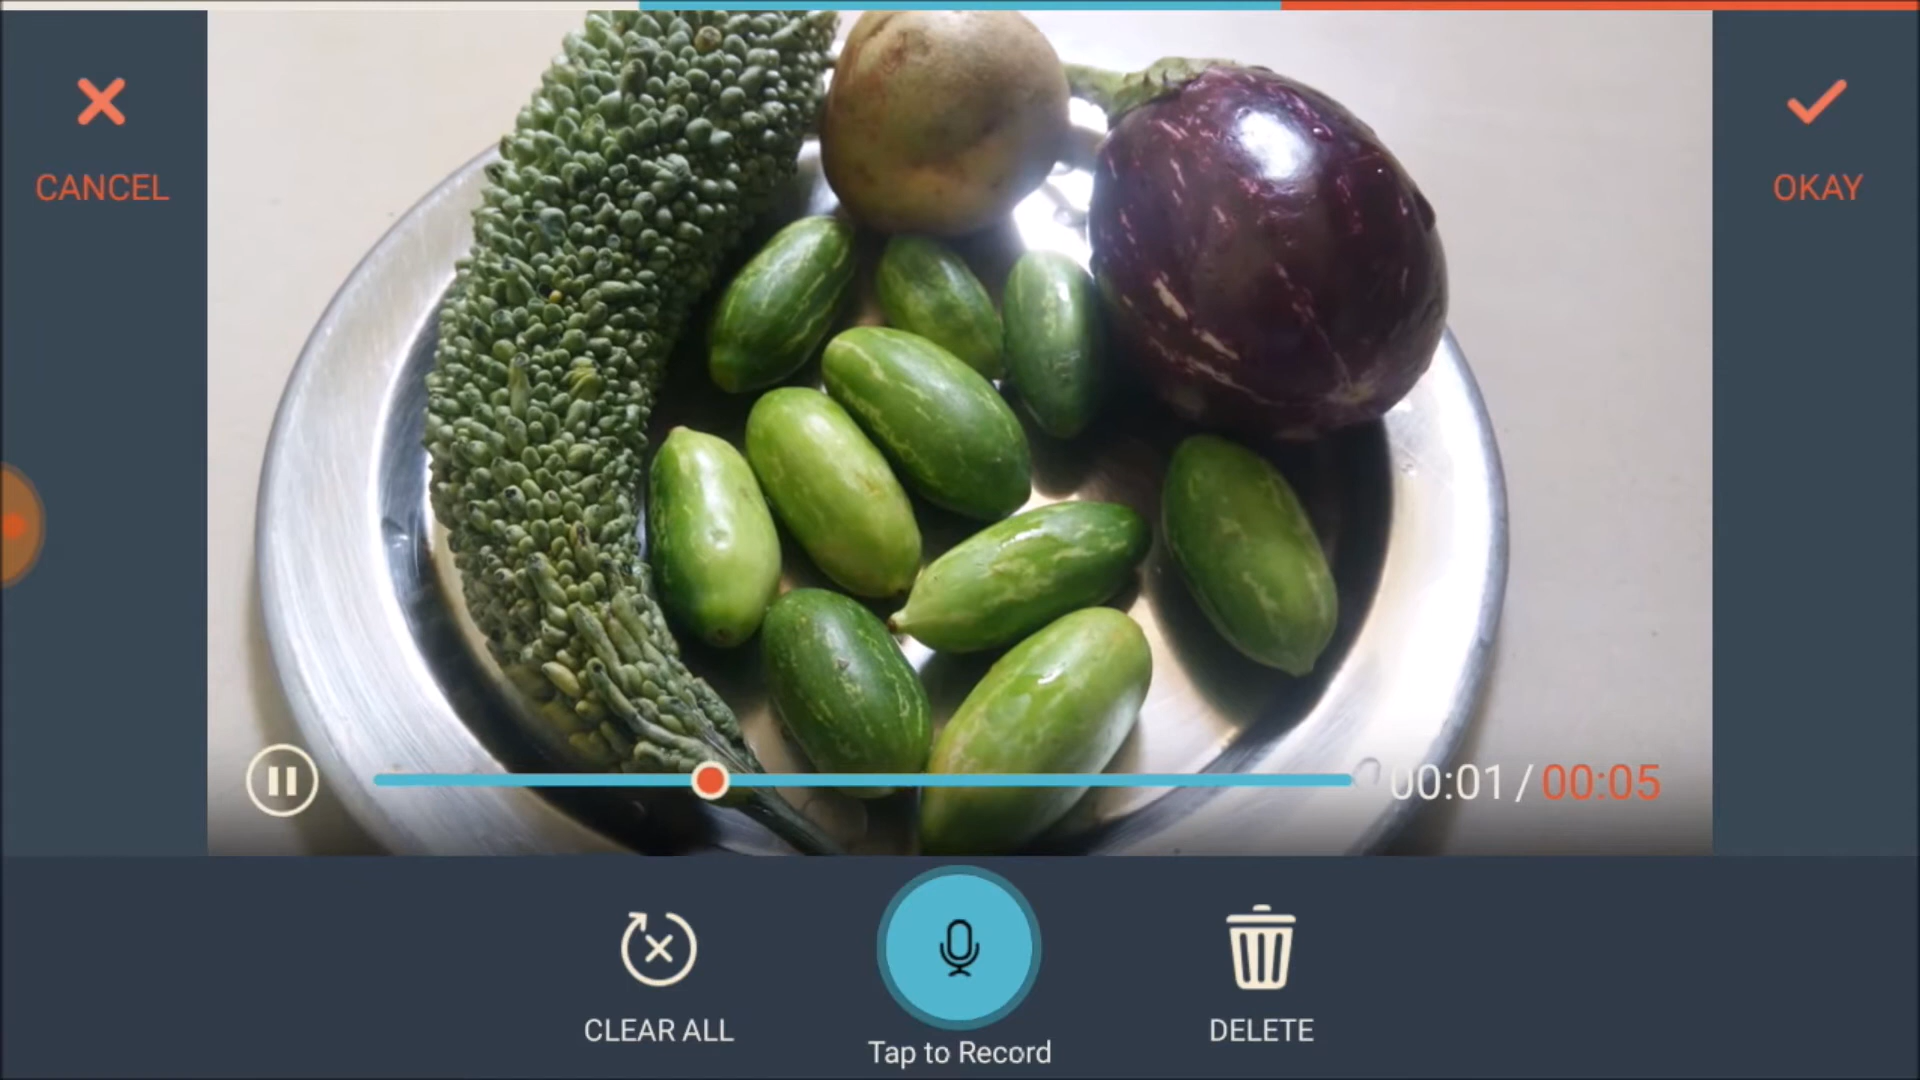 CANCEL
OKAY
00:01 / 00:05
CLEAR ALL
Tap to Record
DELETE